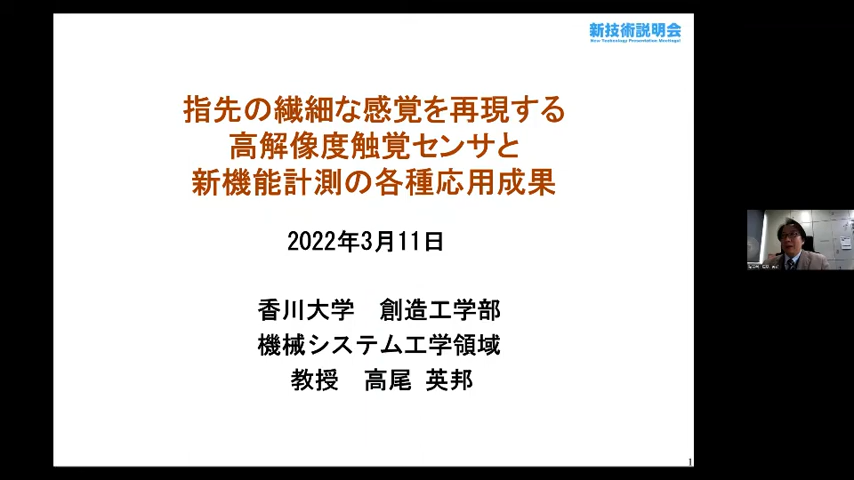 新技術説明会
New Technology Presentation Meetings!
指先の繊細な感覚を再現する
高解像度触覚センサと
新機能計測の各種応用成果
2022年3月11日
香川大学 創造工学部
機械システム工学領域
教授 高尾 英邦
1